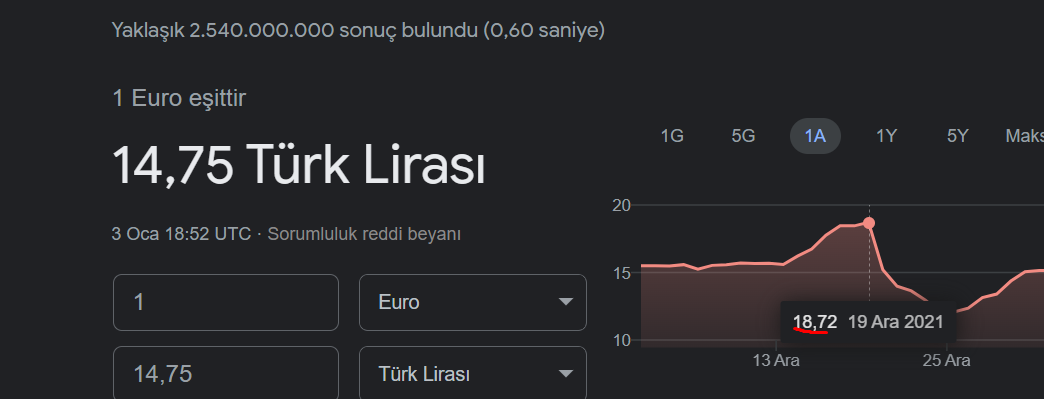 Yaklaşık 2.540.000.000 sonuç bulundu (0,60 saniye)
1 Euro eşittir
14,75 Türk Lirası
3 Oca 18:52 UTC · Sorumluluk reddi beyanı
1 Euro
14,75 Türk Lirası
1G 5G 1A 1Y 5Y Maks
20
15
10
18,72 19 Ara 2021
13 Ara 25 Ara